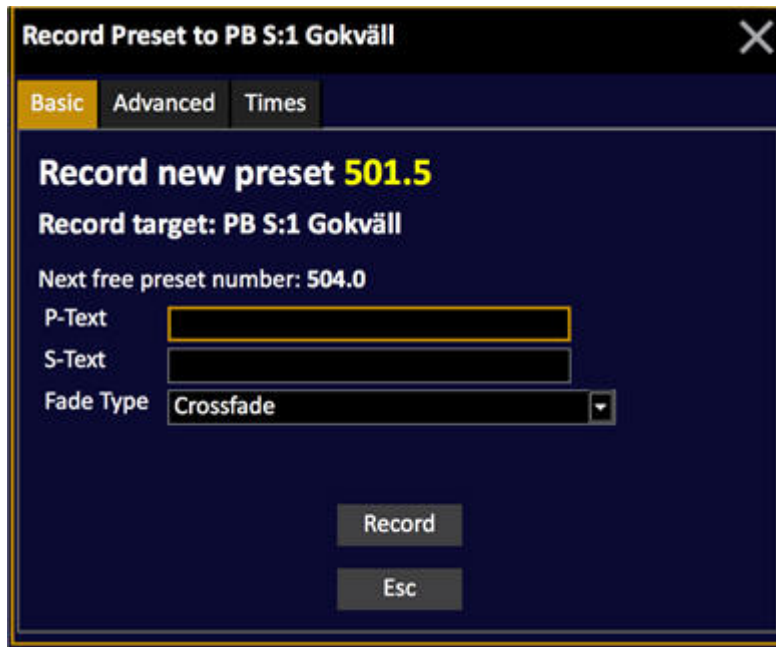 Record Preset to PB S:1 Gokväll
Basic Advanced Times
Record new preset 501.5
Record target: PB S:1 Gokväll
Next free preset number: 504.0
P-Text
S-Text
Fade Type Crossfade
Record
Esc